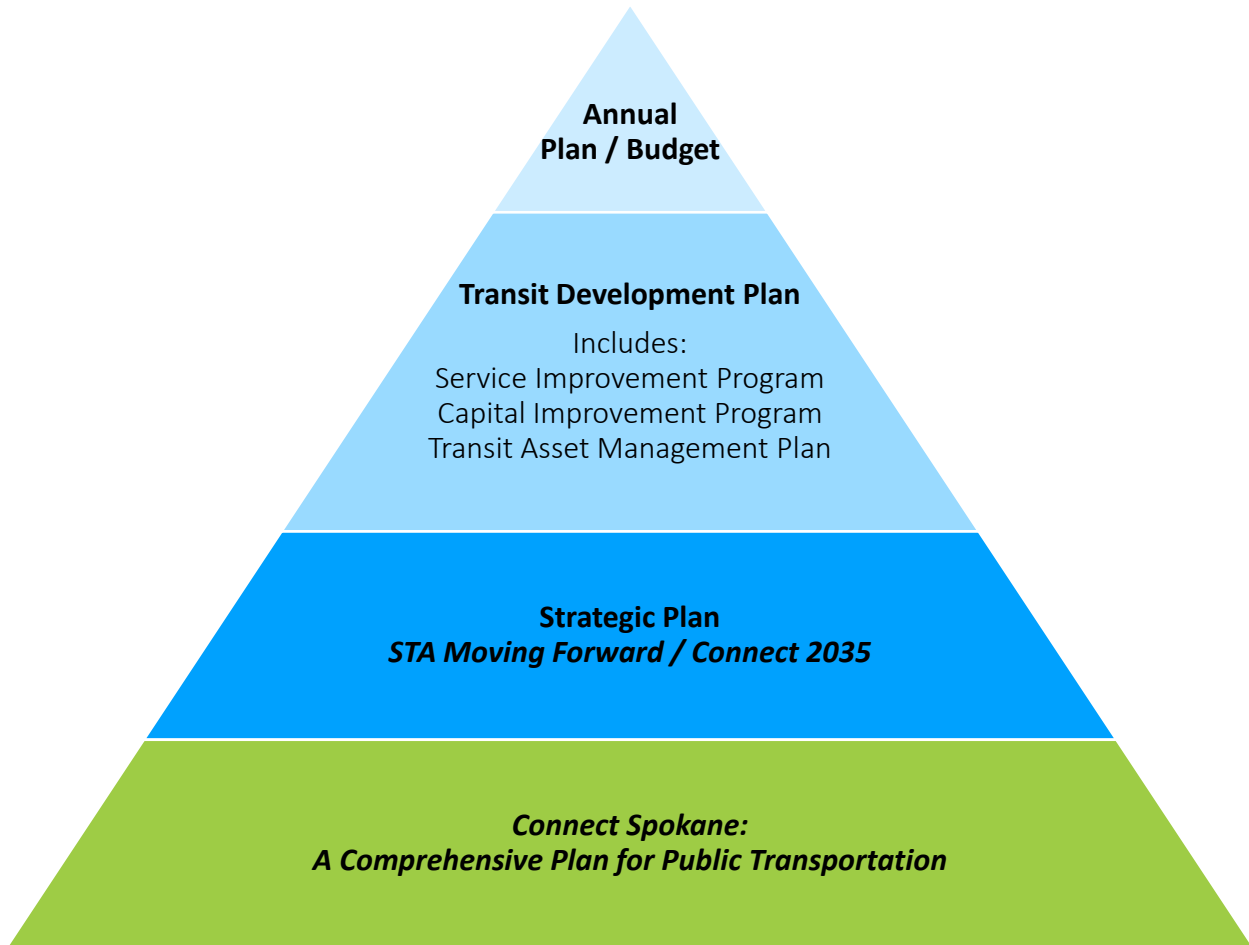 Annual
Plan / Budget
Transit Development Plan
Includes:
Service Improvement Program
Capital Improvement Program
Transit Asset Management Plan
Strategic Plan
STA Moving Forward / Connect 2035
Connect Spokane:
A Comprehensive Plan for Public Transportation